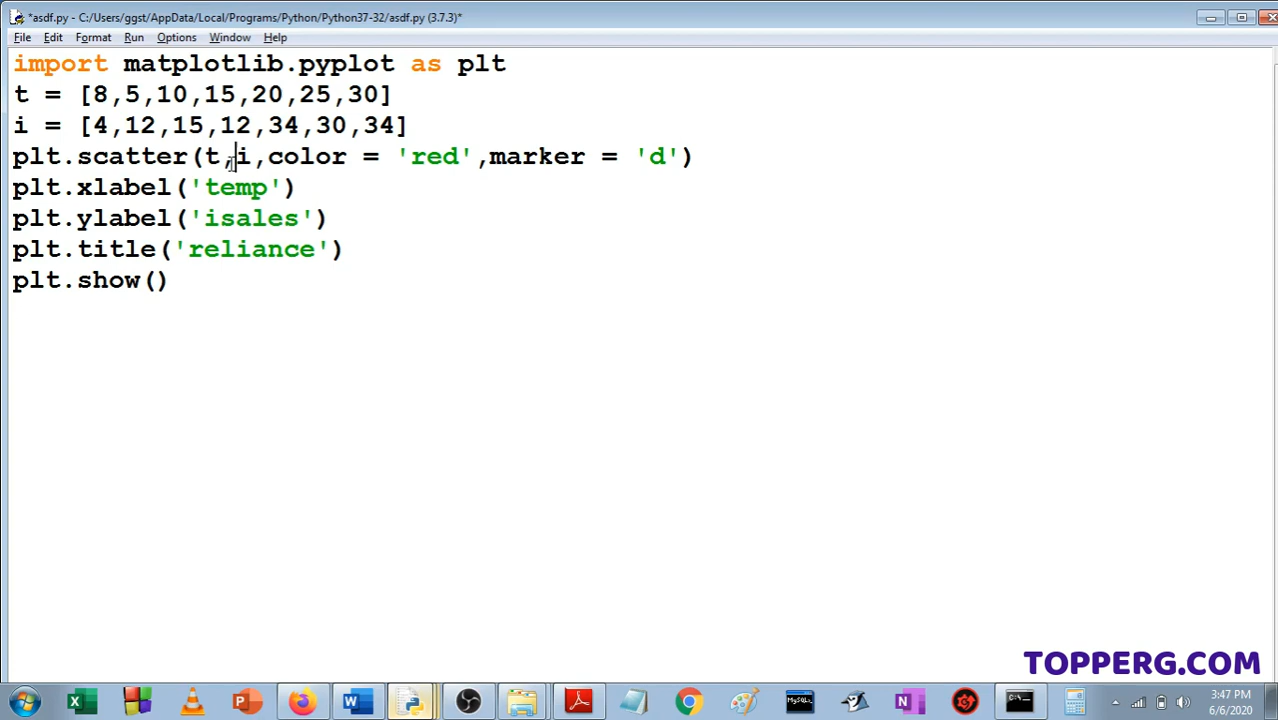 *asdf.py - C:/Users/ggst/AppData/Local/Programs/Python/Python37-32/asdf.py (3.7.3)*
File Edit Format Run Options Window Help
import matplotlib.pyplot as plt
t = [8,5,10,15,20,25,30]
i = [4,12,15,12,34,30,34]
plt.scatter(t,i,color = 'red',marker = 'd')
plt.xlabel('temp')
plt.ylabel('isales')
plt.title('reliance')
plt.show()
TOPPERG.COM
3:47 PM
6/6/2020